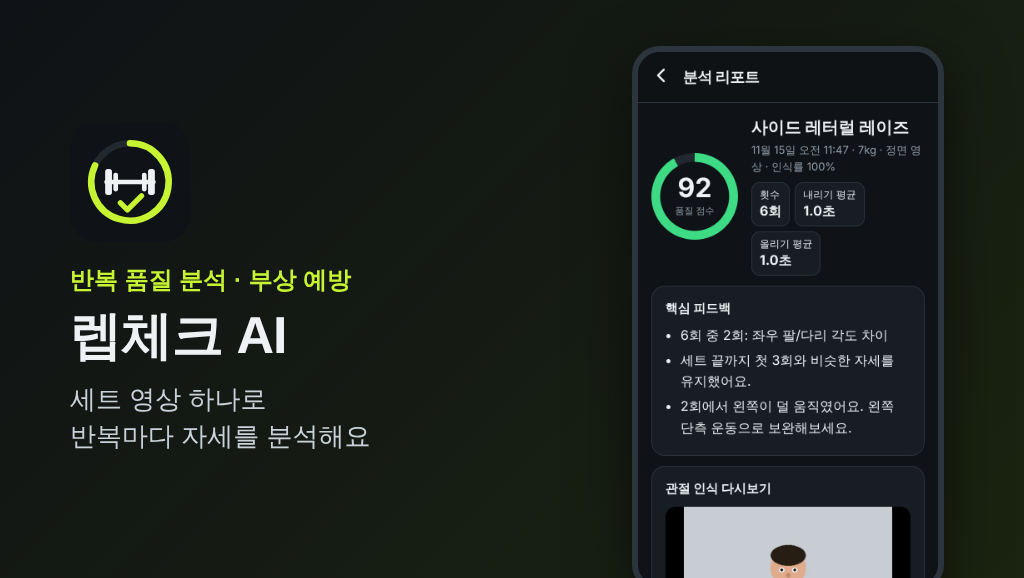 반복 품질 분석 · 부상 예방
렙체크 AI
세트 영상 하나로
반복마다 자세를 분석해요
분석 리포트
92
품질 점수
사이드 레터럴 레이즈
11월 15일 오전 11:47 · 7kg · 정면 영
상 · 인식률 100%
횟수
6회
내리기 평균
1.0초
올리기 평균
1.0초
핵심 피드백
• 6회 중 2회: 좌우 팔/다리 각도 차이
• 세트 끝까지 첫 3회와 비슷한 자세를
유지했어요.
• 2회에서 왼쪽이 덜 움직였어요. 왼쪽
단측 운동으로 보완해보세요.
관절 인식 다시보기